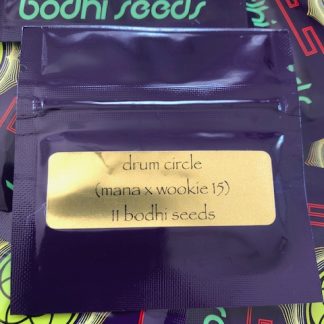 bodhi seeds
drum circle
(mana x wookie 15)
11 bodhi seeds